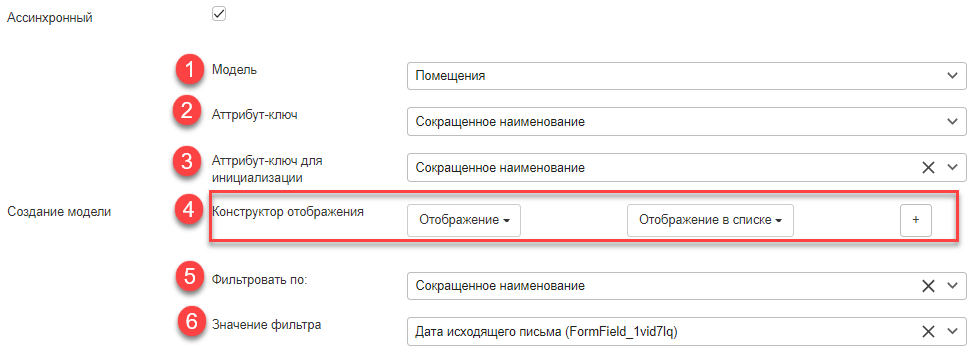 Ассинхронный
1 Модель Помещения
2 Аттрибут-ключ Сокращенное наименование
3 Аттрибут-ключ для инициализации Сокращенное наименование
Создание модели 4 Конструктор отображения Отображение Отображение в списке +
5 Фильтровать по: Сокращенное наименование
6 Значение фильтра Дата исходящего письма (FormField_1vid7lq)